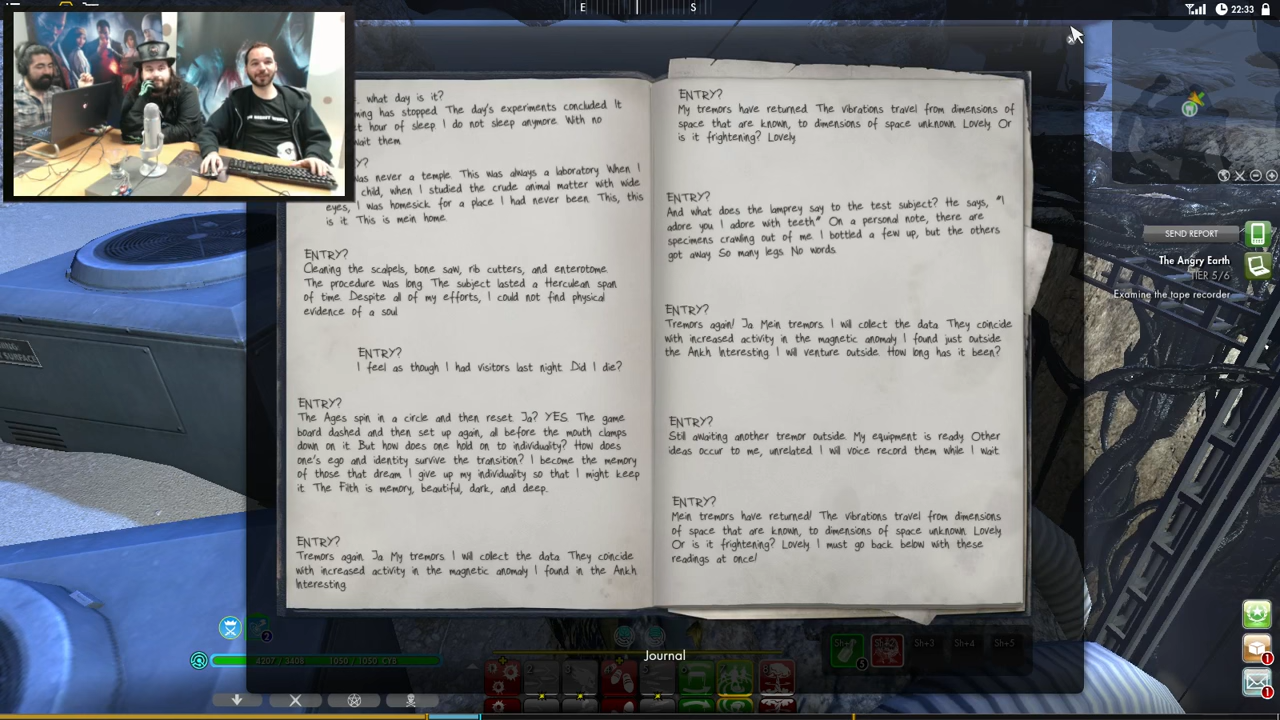 E S
22:33
. what day is it?
ming has stopped The day's experiments concluded It
t hour of sleep I do not sleep anymore With no
wait them
Y?
was never a temple. This was always a laboratory When I
child, when I studied the crude animal matter with wide
eyes, I was homesick for a place I had never been. This, this
is it This is mein home.
ENTRY?
Cleaning the scalpels, bone saw, rib cutters, and enterotome.
The procedure was long The subject lasted a Herculean span
of time Despite all of my efforts, I could not find physical
evidence of a soul
ENTRY?
I feel as though I had visitors last night Did I die?
ENTRY?
The Ages spin in a circle and then reset Ja? YES. The game
board dashed and then set up again, all before the mouth clamps
down on it But how does one hold on to individuality? How does
one's ego and identity survive the transition? I become the memory
of those that dream I give up my individuality so that I might keep
it The Filth is memory, beautiful, dark, and deep.
ENTRY?
Tremors again Ja My tremors I will collect the data They coincide
with increased activity in the magnetic anomaly I found in the Ankh
Interesting
ENTRY?
My tremors have returned The vibrations travel from dimensions of
space that are known, to dimensions of space unknown Lovely Or
is it frightening? Lovely
ENTRY?
And what does the lamprey say to the test subject? He says, "I
adore you I adore with teeth" On a personal note, there are
specimens crawling out of me I bottled a few up, but the others
got away So many legs No words
ENTRY?
Tremors again! Ja Mein tremors I will collect the data They coincide
with increased activity in the magnetic anomaly I found just outside
the Ankh Interesting I will venture outside How long has it been?
ENTRY?
Still awaiting another tremor outside. My equipment is ready Other
ideas occur to me, unrelated I will voice record them while I wait
ENTRY?
Mein tremors have returned! The vibrations travel from dimensions
of space that are known, to dimensions of space unknown Lovely
Or is it frightening? Lovely I must go back below with these
readings at once!
SEND REPORT
The Angry Earth
TIER 5/6
Examine the tape recorder
Journal
4207 / 3408 1050 / 1050
Sh+3 Sh+4 Sh+5
5
2
1
1